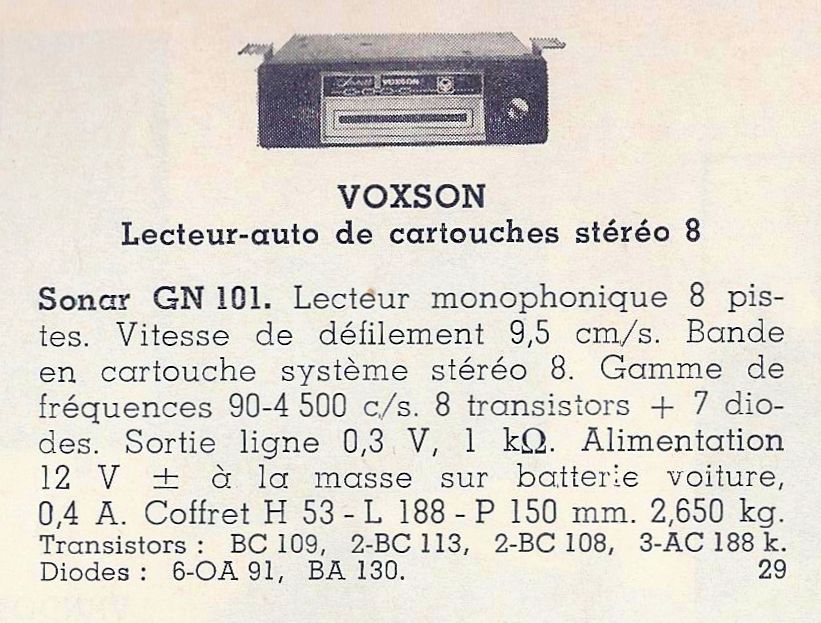 VOXSON
VOXSON
Lecteur-auto de cartouches stéréo 8
Sonar GN 101. Lecteur monophonique 8 pis-
tes. Vitesse de défilement 9,5 cm/s. Bande
en cartouche système stéréo 8. Gamme de
fréquences 90-4 500 c/s. 8 transistors + 7 dio-
des. Sortie ligne 0,3 V, 1 kΩ. Alimentation
12 V ± à la masse sur batterie voiture,
0,4 A. Coffret H 53 - L 188 - P 150 mm. 2,650 kg.
Transistors : BC 109, 2-BC 113, 2-BC 108, 3-AC 188 k.
Diodes : 6-OA 91, BA 130. 29